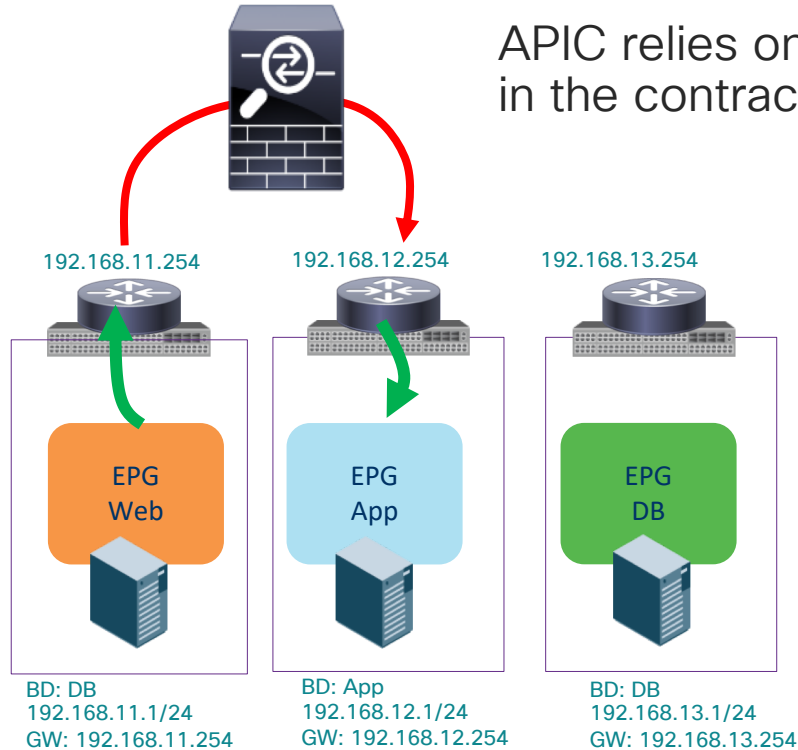 APIC relies on
in the contrac
192.168.11.254
192.168.12.254
192.168.13.254
EPG
Web
EPG
App
EPG
DB
BD: DB
192.168.11.1/24
GW: 192.168.11.254
BD: App
192.168.12.1/24
GW: 192.168.12.254
BD: DB
192.168.13.1/24
GW: 192.168.13.254